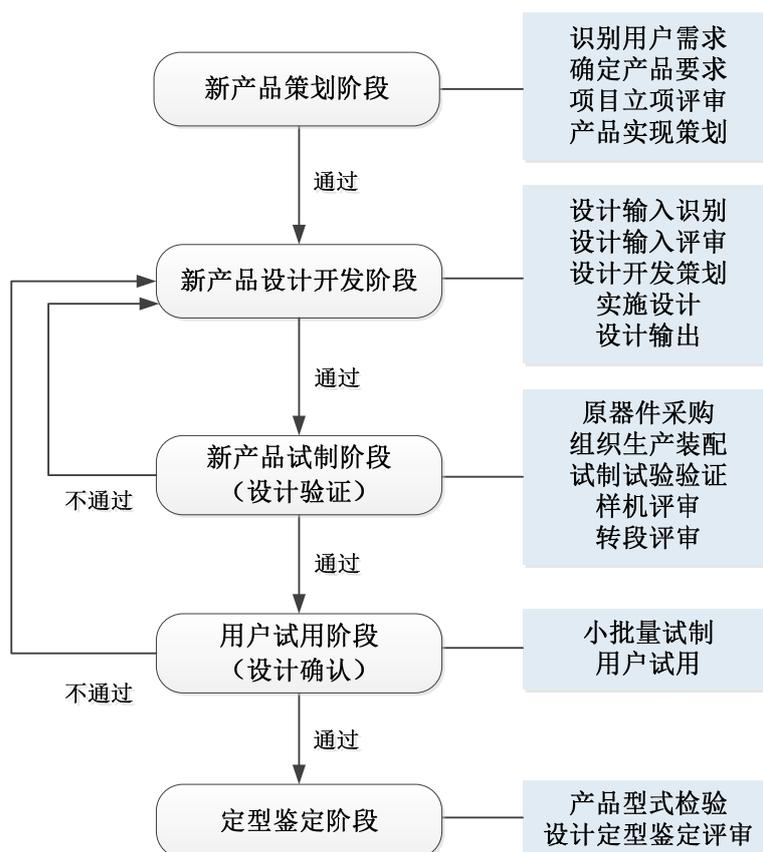 新产品策划阶段
识别用户需求
确定产品要求
项目立项评审
产品实现策划
通过
新产品设计开发阶段
设计输入识别
设计输入评审
设计开发策划
实施设计
设计输出
通过
新产品试制阶段
（设计验证）
原器件采购
组织生产装配
试制试验验证
样机评审
转段评审
不通过
通过
用户试用阶段
（设计确认）
小批量试制
用户试用
不通过
通过
定型鉴定阶段
产品型式检验
设计定型鉴定评审